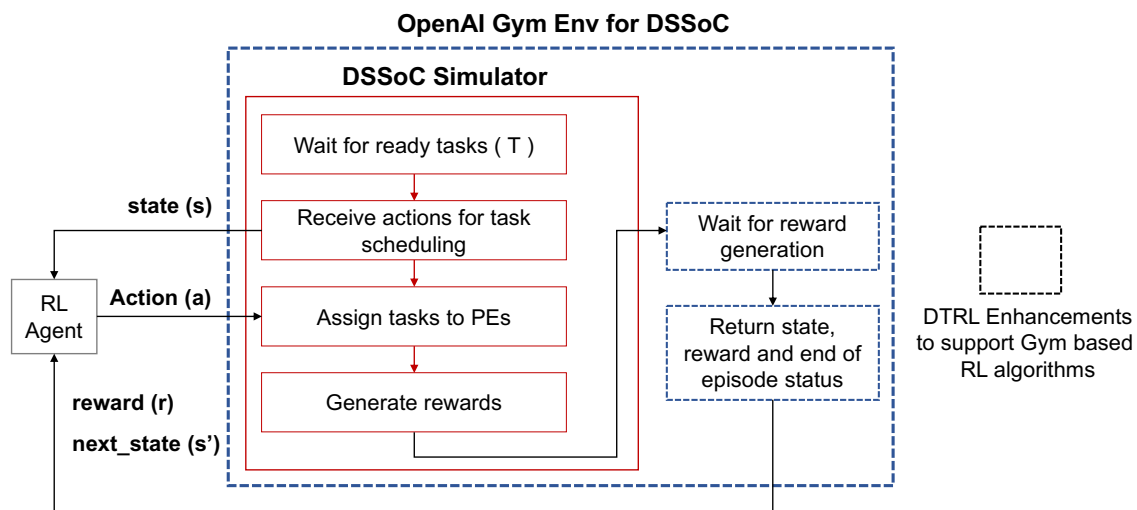 OpenAI Gym Env for DSSoC
DSSoC Simulator
Wait for ready tasks ( T )
state (s)
Receive actions for task
scheduling
Wait for reward
generation
RL
Agent
Action (a)
Assign tasks to PEs
Return state,
reward and end of
episode status
DTRL Enhancements
to support Gym based
RL algorithms
reward (r)
next_state (s’)
Generate rewards